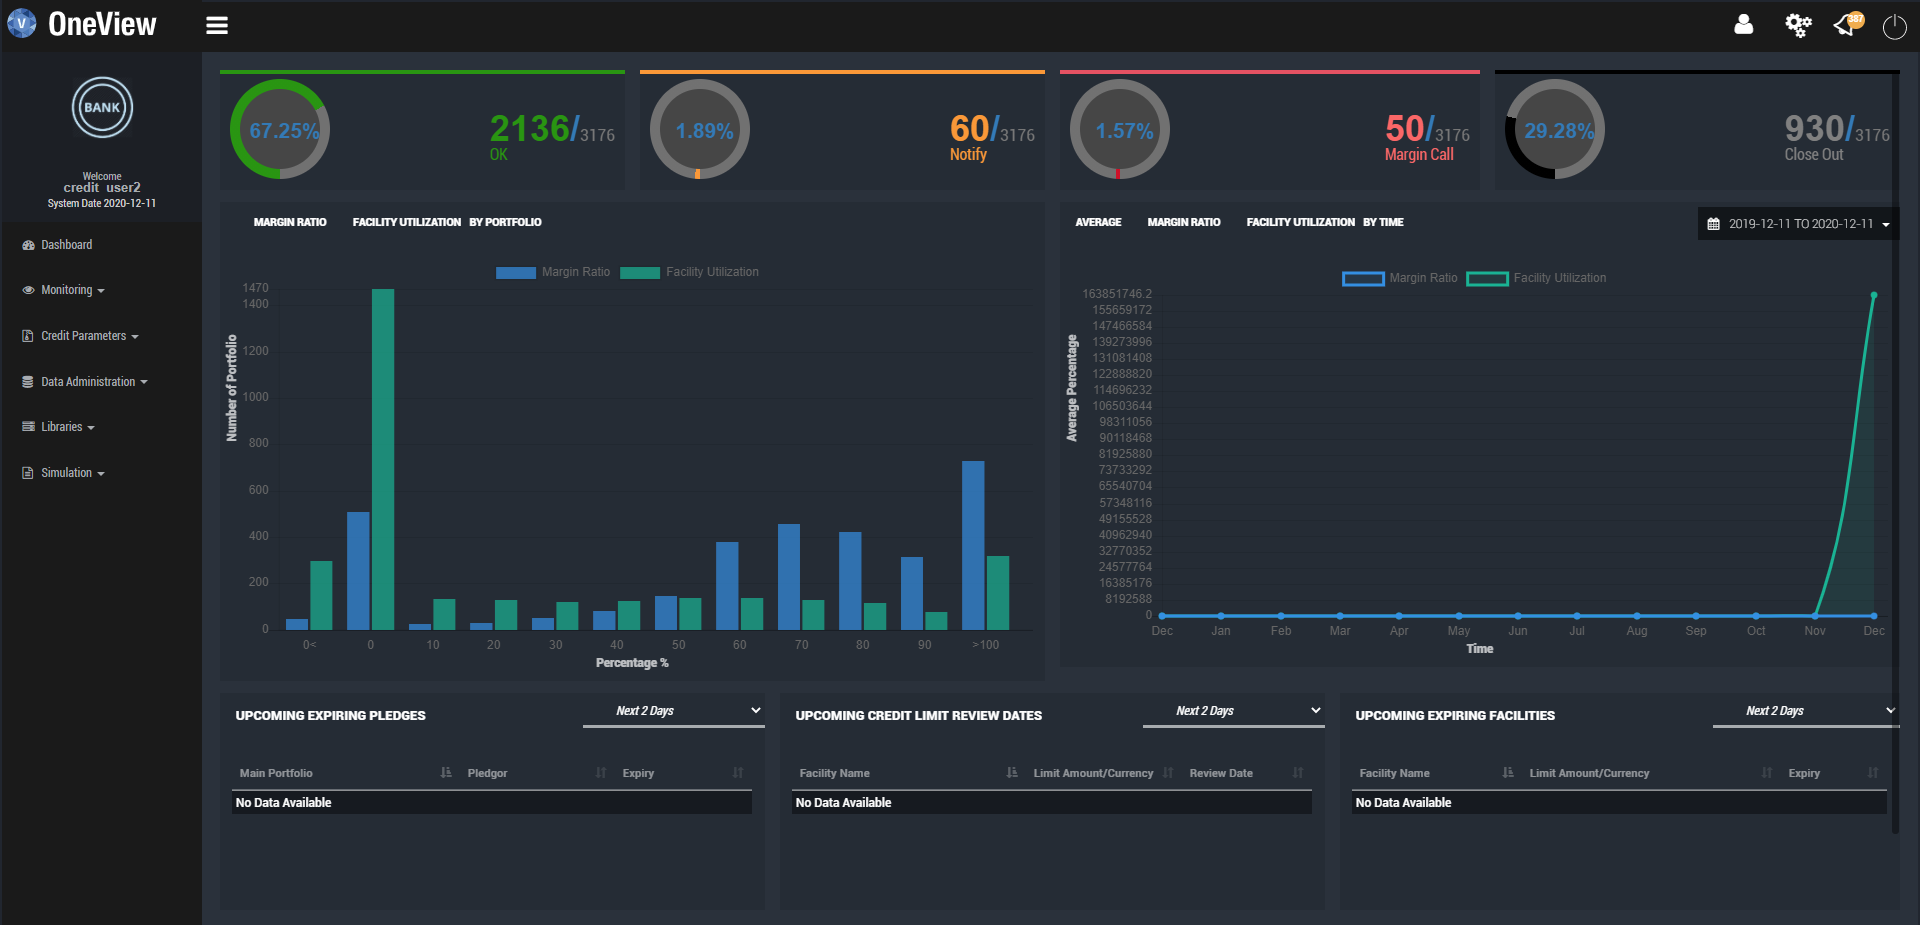 V OneView
387
BANK
Welcome
credit_user2
System Date 2020-12-11
Dashboard
Monitoring
Credit Parameters
Data Administration
Libraries
Simulation
67.25% 2136/3176
OK
1.89% 60/3176
Notify
1.57% 50/3176
Margin Call
29.28% 930/3176
Close Out
MARGIN RATIO FACILITY UTILIZATION BY PORTFOLIO
Margin Ratio Facility Utilization
Number of Portfolio
1470
1400
1200
1000
800
600
400
200
0
0< 0 10 20 30 40 50 60 70 80 90 >100
Percentage %
AVERAGE MARGIN RATIO FACILITY UTILIZATION BY TIME
2019-12-11 TO 2020-12-11
Margin Ratio Facility Utilization
Average Percentage
163851746.2
155659172
147466584
139273996
131081408
122888820
114696232
106503644
98311056
90118468
81925880
73733292
65540704
57348116
49155528
40962940
32770352
24577764
16385176
8192588
0
Dec Jan Feb Mar Apr May Jun Jul Aug Sep Oct Nov Dec
Time
UPCOMING EXPIRING PLEDGES Next 2 Days
Main Portfolio Pledgor Expiry
No Data Available
UPCOMING CREDIT LIMIT REVIEW DATES Next 2 Days
Facility Name Limit Amount/Currency Review Date
No Data Available
UPCOMING EXPIRING FACILITIES Next 2 Days
Facility Name Limit Amount/Currency Expiry
No Data Available